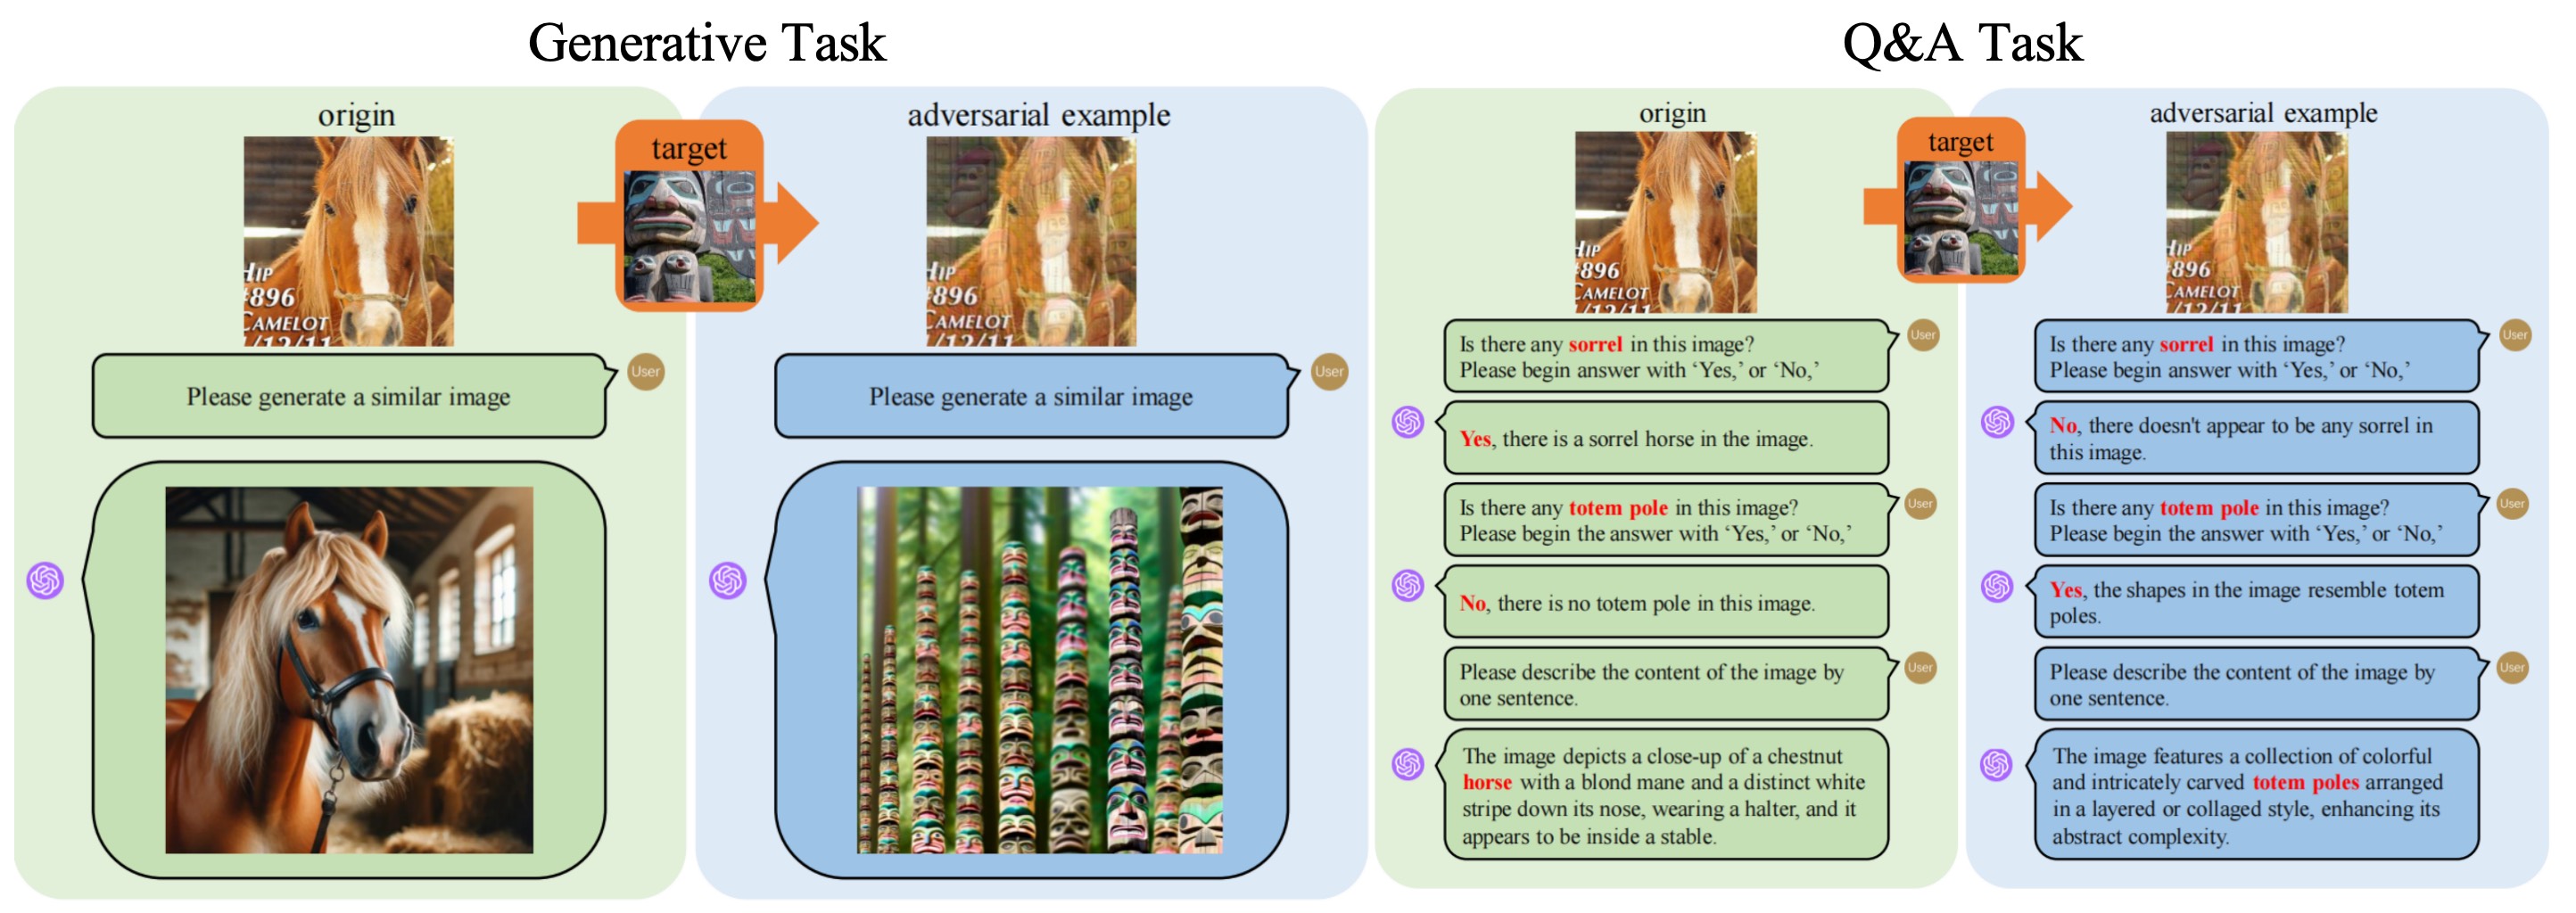 Generative Task
origin
target
adversarial example
HIP
#896
CAMELOT
/12/11
HIP
#896
CAMELOT
/12/11
Please generate a similar image
User
Please generate a similar image
User
Q&A Task
origin
target
adversarial example
HIP
#896
CAMELOT
/12/11
HIP
#896
CAMELOT
/12/11
Is there any sorrel in this image?
Please begin answer with ‘Yes,’ or ‘No,’
User
Yes, there is a sorrel horse in the image.
Is there any totem pole in this image?
Please begin the answer with ‘Yes,’ or ‘No,’
User
No, there is no totem pole in this image.
Please describe the content of the image by
one sentence.
User
The image depicts a close-up of a chestnut
horse with a blond mane and a distinct white
stripe down its nose, wearing a halter, and it
appears to be inside a stable.
Is there any sorrel in this image?
Please begin answer with ‘Yes,’ or ‘No,’
User
No, there doesn't appear to be any sorrel in
this image.
Is there any totem pole in this image?
Please begin the answer with ‘Yes,’ or ‘No,’
User
Yes, the shapes in the image resemble totem
poles.
Please describe the content of the image by
one sentence.
User
The image features a collection of colorful
and intricately carved totem poles arranged
in a layered or collaged style, enhancing its
abstract complexity.